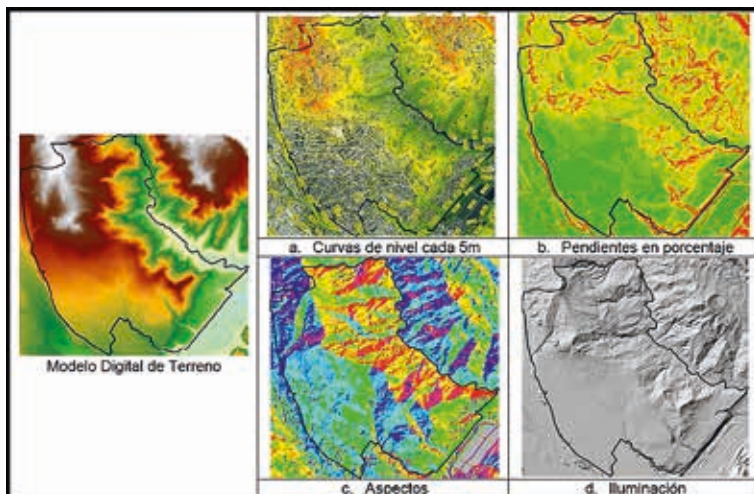 Modelo Digital de Terreno
a. Curvas de nivel cada 5m
b. Pendientes en porcentaje
c. Aspectos
d. Iluminación